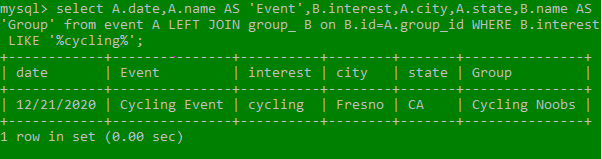 mysql> select A.date,A.name AS 'Event',B.interest,A.city,A.state,B.name AS
'Group' from event A LEFT JOIN group_ B on B.id=A.group_id WHERE B.interest
 LIKE '%cycling%';
+------------+---------------+----------+--------+-------+---------------+
| date       | Event         | interest | city   | state | Group         |
+------------+---------------+----------+--------+-------+---------------+
| 12/21/2020 | Cycling Event | cycling  | Fresno | CA    | Cycling Noobs |
+------------+---------------+----------+--------+-------+---------------+
1 row in set (0.00 sec)